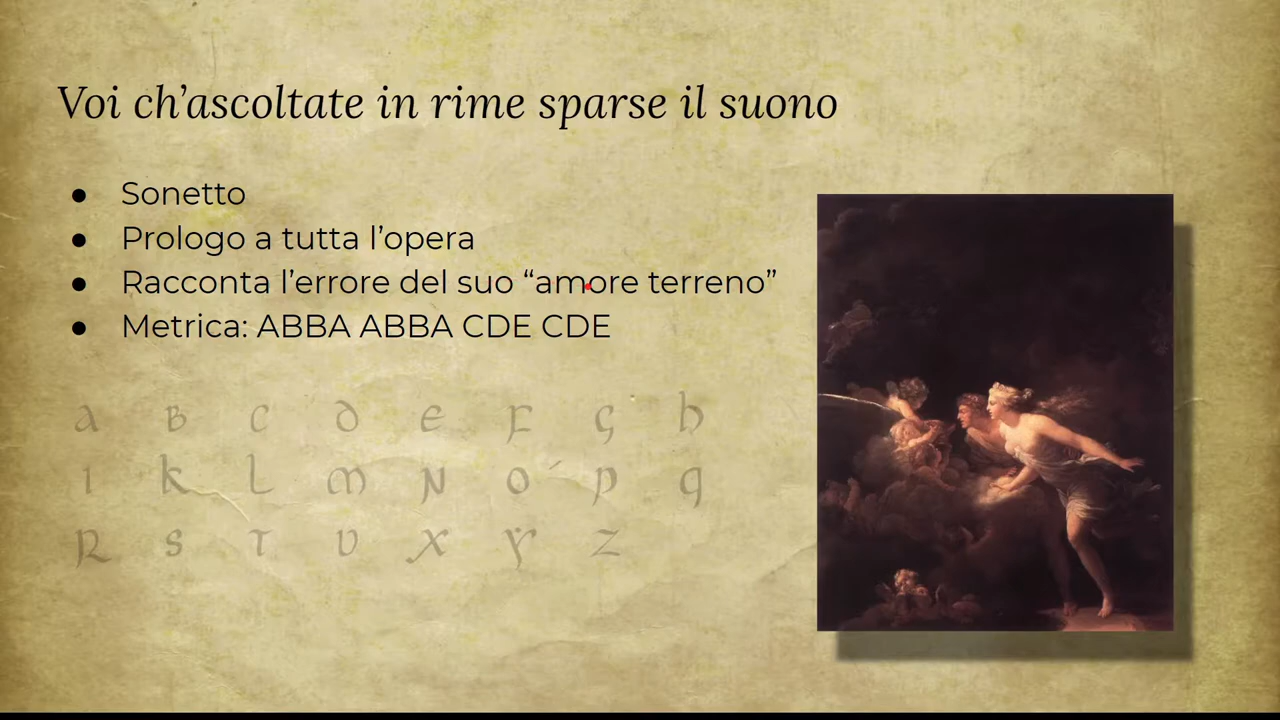 Voi ch’ascoltate in rime sparse il suono
● Sonetto
● Prologo a tutta l’opera
● Racconta l’errore del suo “amore terreno”
● Metrica: ABBA ABBA CDE CDE
a b c d e f g h
i k l m n o p q
r s t v x y z